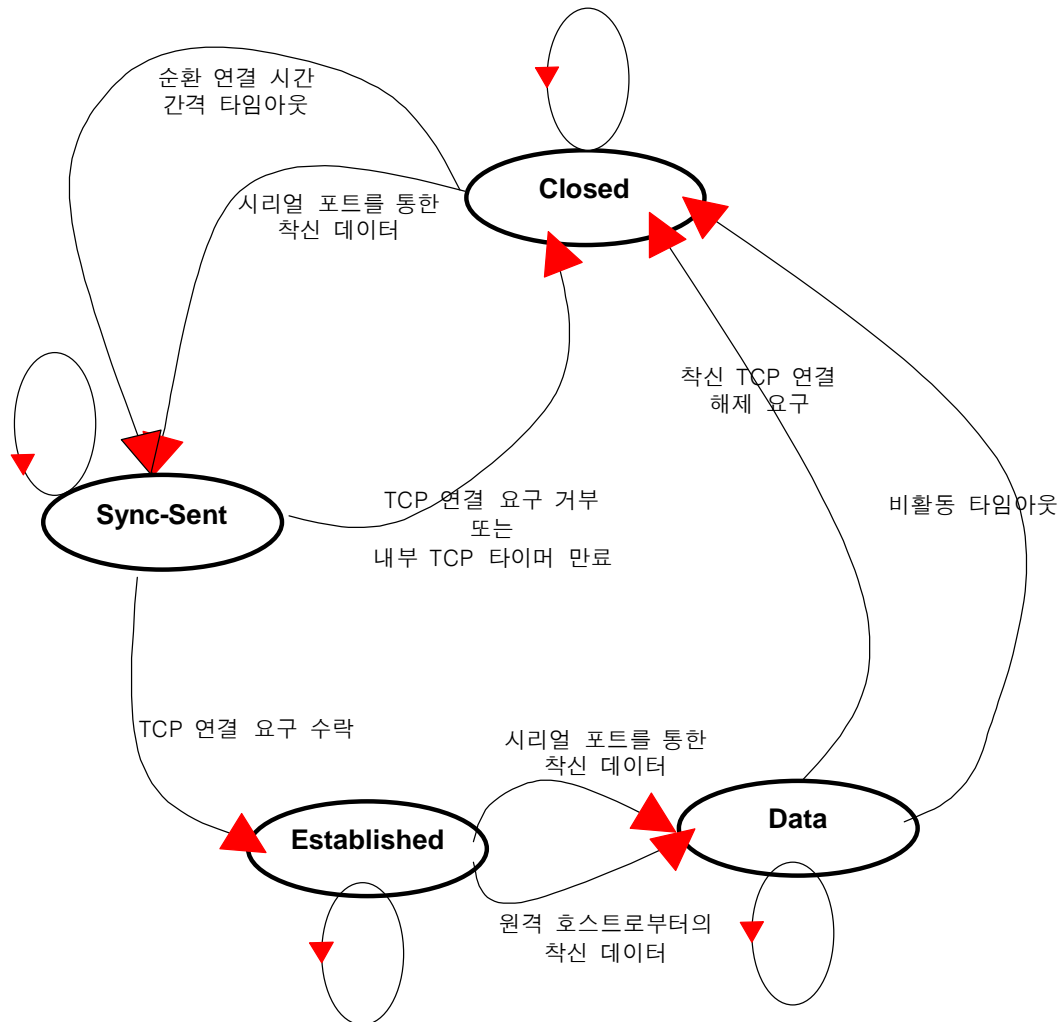 순환 연결 시간
간격 타임아웃
Closed
시리얼 포트를 통한
착신 데이터
착신 TCP 연결
해제 요구
TCP 연결 요구 거부
또는
내부 TCP 타이머 만료
비활동 타임아웃
Sync-Sent
TCP 연결 요구 수락
시리얼 포트를 통한
착신 데이터
Established
Data
원격 호스트로부터의
착신 데이터